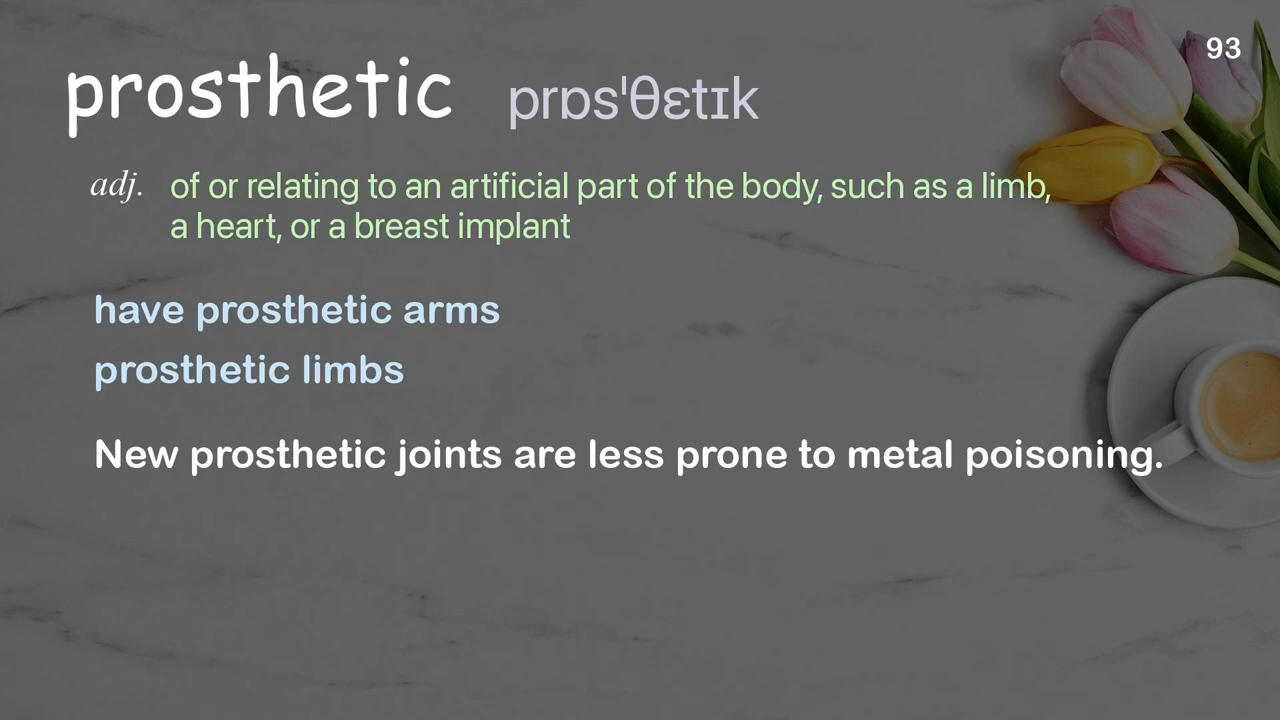 93
prosthetic prɒsˈθɛtɪk
adj. of or relating to an artificial part of the body, such as a limb,
a heart, or a breast implant
have prosthetic arms
prosthetic limbs
New prosthetic joints are less prone to metal poisoning.